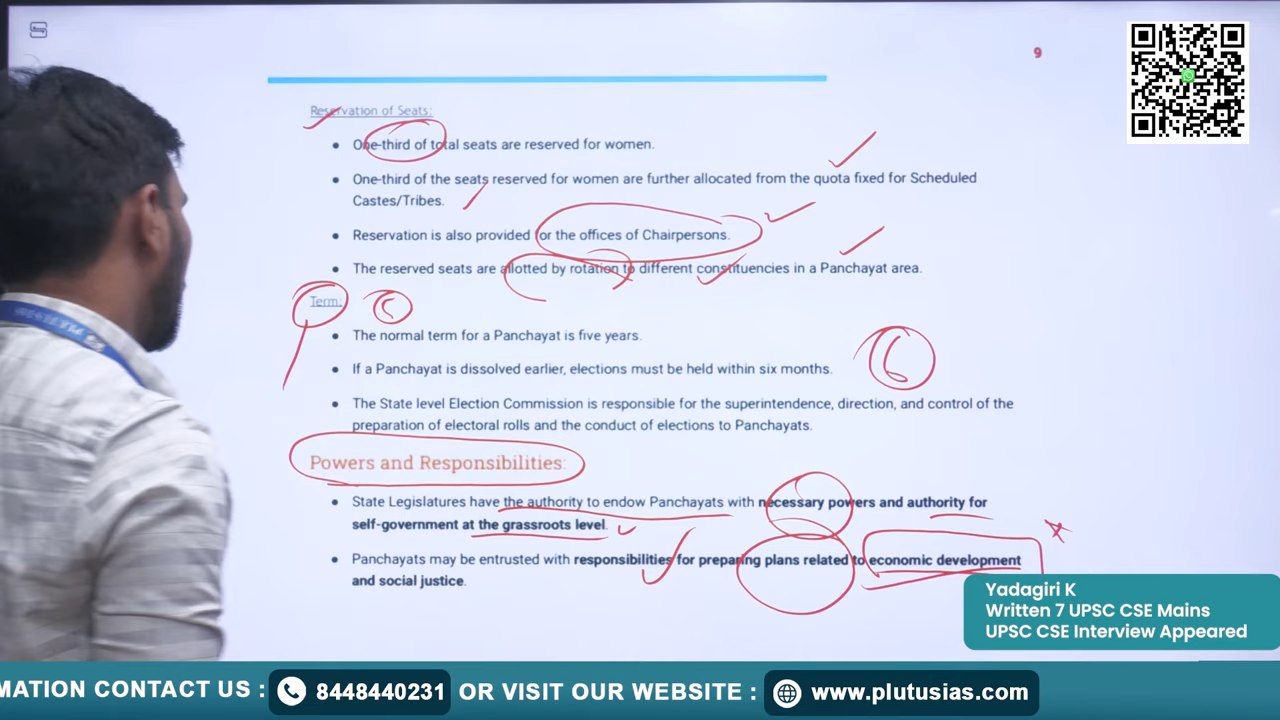 9
Reservation of Seats:
• One-third of total seats are reserved for women.
• One-third of the seats reserved for women are further allocated from the quota fixed for Scheduled
Castes/Tribes.
• Reservation is also provided for the offices of Chairpersons.
• The reserved seats are allotted by rotation to different constituencies in a Panchayat area.
Term: 5
• The normal term for a Panchayat is five years.
• If a Panchayat is dissolved earlier, elections must be held within six months.
6
• The State level Election Commission is responsible for the superintendence, direction, and control of the
preparation of electoral rolls and the conduct of elections to Panchayats.
Powers and Responsibilities:
• State Legislatures have the authority to endow Panchayats with necessary powers and authority for
self-government at the grassroots level.
• Panchayats may be entrusted with responsibilities for preparing plans related to economic development
and social justice.
Yadagiri K
Written 7 UPSC CSE Mains
UPSC CSE Interview Appeared
MATION CONTACT US : 8448440231 OR VISIT OUR WEBSITE : www.plutusias.com